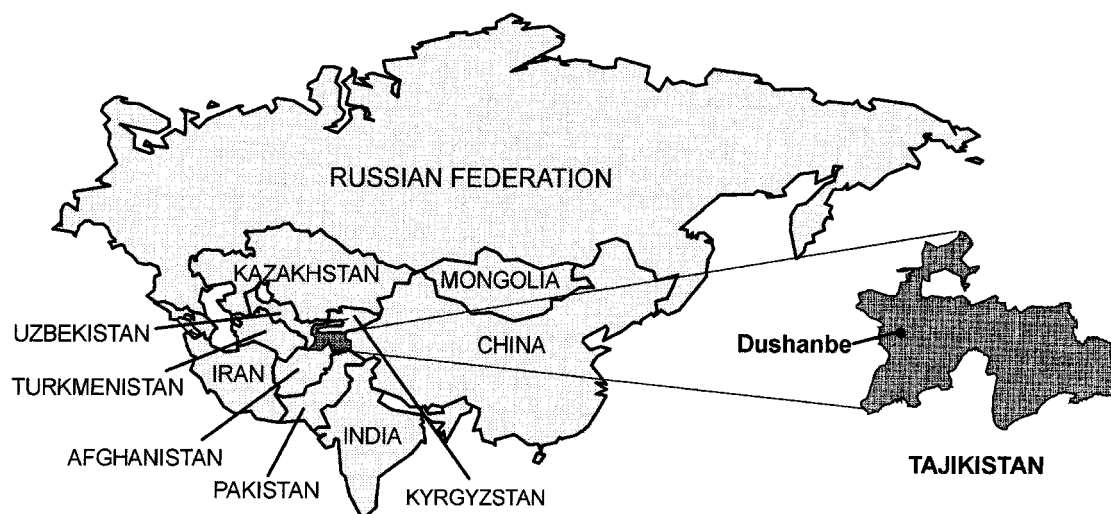 RUSSIAN FEDERATION
KAZAKHSTAN
MONGOLIA
UZBEKISTAN
CHINA
Dushanbe
TURKMENISTAN
IRAN
INDIA
AFGHANISTAN
TAJIKISTAN
PAKISTAN
KYRGYZSTAN